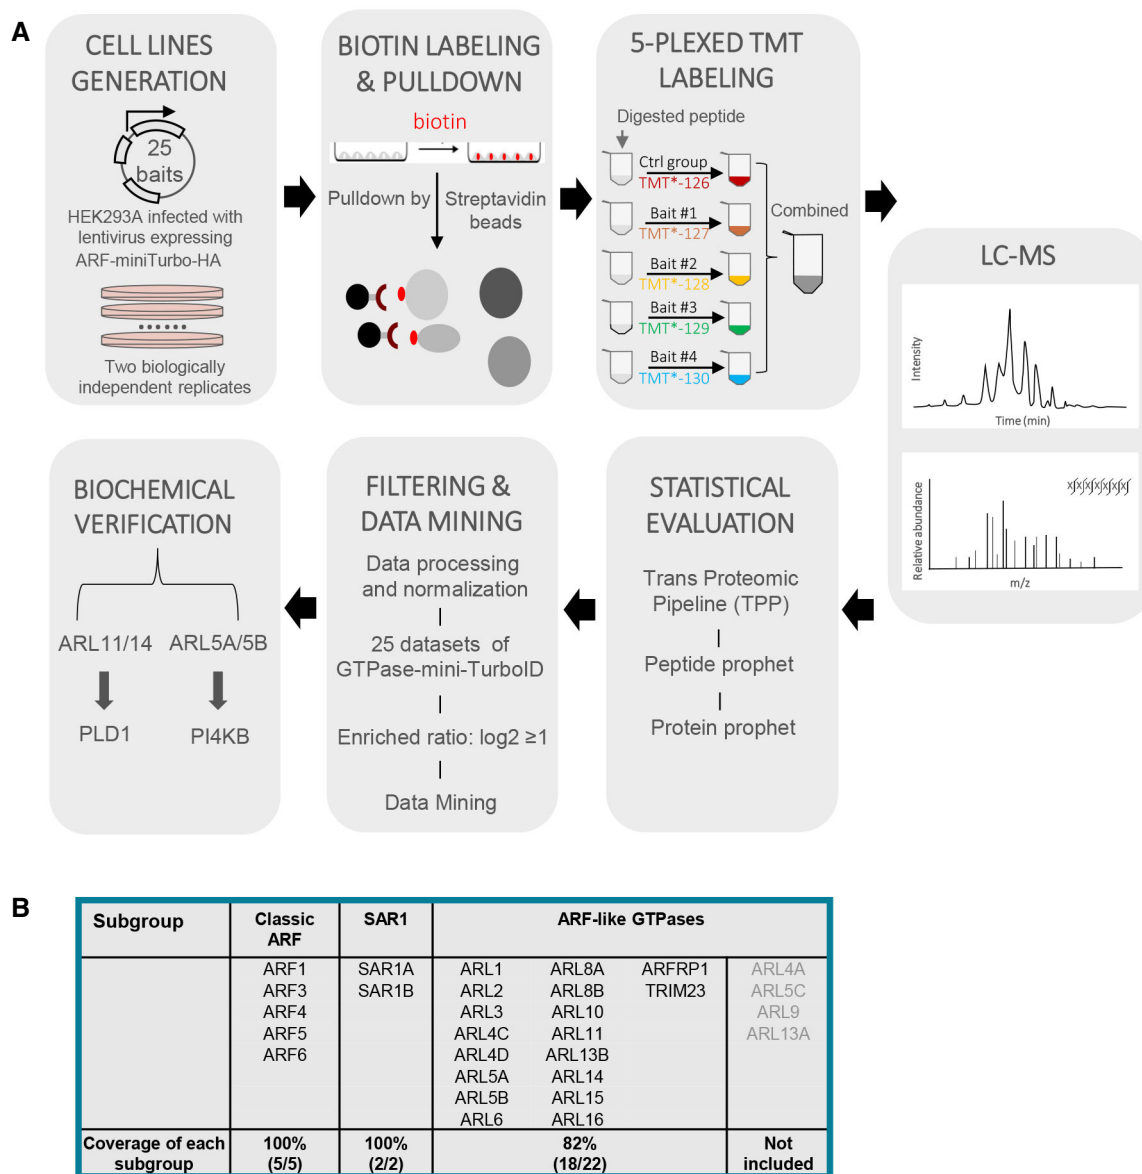 A
CELL LINES
GENERATION
25
baits
HEK293A infected with
lentivirus expressing
ARF-miniTurbo-HA
Two biologically
independent replicates
BIOTIN LABELING
& PULLDOWN
biotin
Pulldown by
Streptavidin
beads
5-PLEXED TMT
LABELING
Digested peptide
Ctrl group
TMT*-126
Bait #1
TMT*-127
Bait #2
TMT*-128
Bait #3
TMT*-129
Bait #4
TMT*-130
Combined
LC-MS
Intensity
Time (min)
Relative abundance
m/z
STATISTICAL
EVALUATION
Trans Proteomic
Pipeline (TPP)
Peptide prophet
Protein prophet
FILTERING &
DATA MINING
Data processing
and normalization
25 datasets of
GTPase-mini-TurboID
Enriched ratio: log2 ≥1
Data Mining
BIOCHEMICAL
VERIFICATION
ARL11/14 ARL5A/5B
PLD1 PI4KB
B
Subgroup Classic ARF SAR1 ARF-like GTPases
ARF1 SAR1A ARL1 ARL8A ARFRP1 ARL4A
ARF3 SAR1B ARL2 ARL8B TRIM23 ARL5C
ARF4 ARL3 ARL10 ARL9
ARF5 ARL4C ARL11 ARL13A
ARF6 ARL4D ARL13B
ARL5A ARL14
ARL5B ARL15
ARL6 ARL16
Coverage of each 100% 100% 82% Not
subgroup (5/5) (2/2) (18/22) included